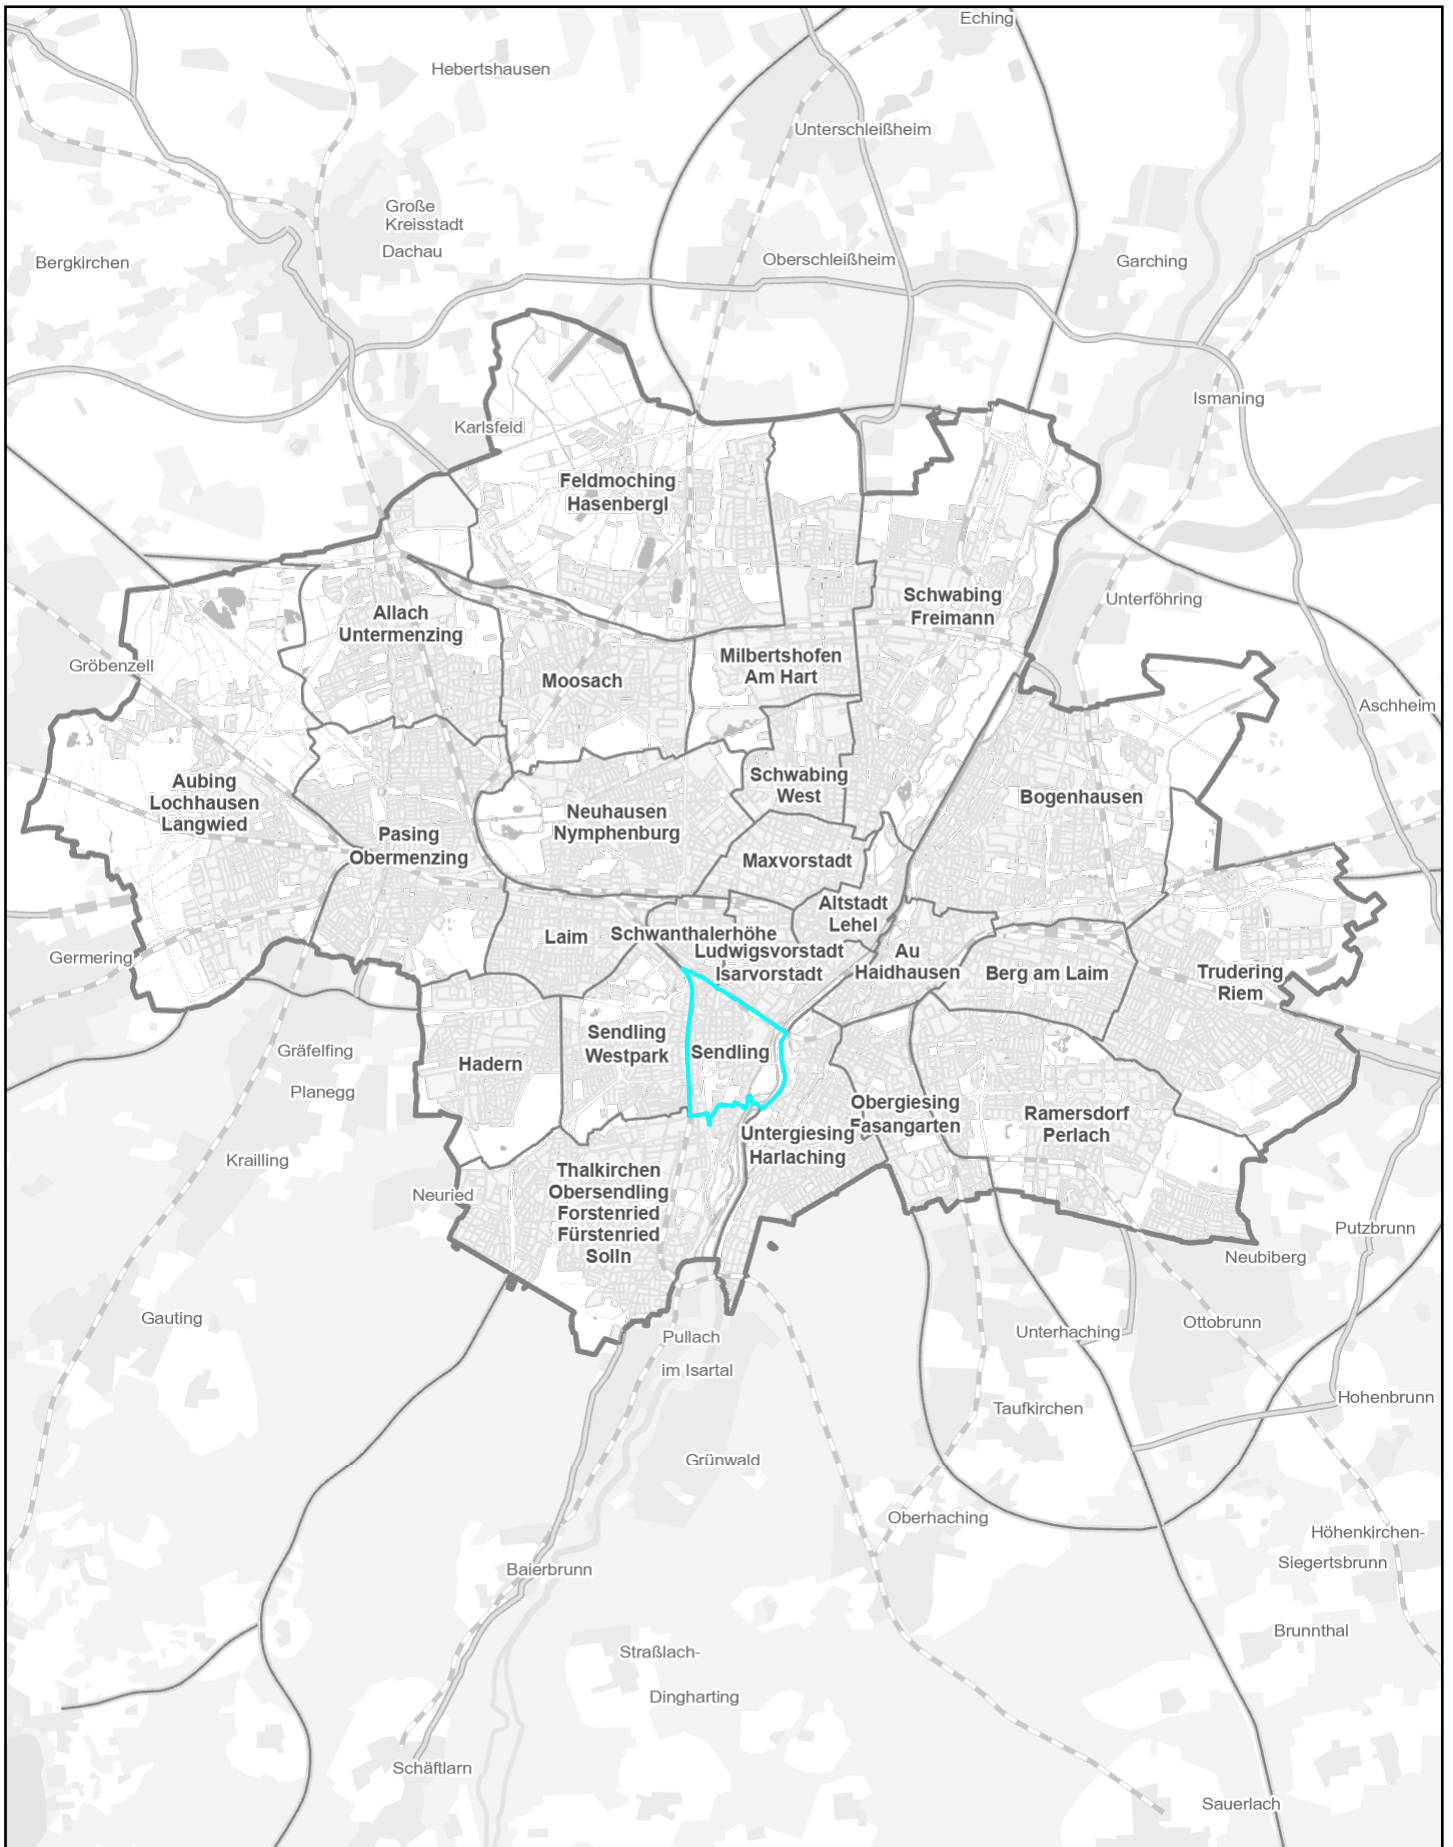 Eching
Hebertshausen
Unterschleißheim
Große
Kreisstadt
Dachau
Bergkirchen
Oberschleißheim
Garching
Ismaning
Karlsfeld
Feldmoching
Hasenbergl
Schwabing
Freimann
Unterföhring
Allach
Untermenzing
Gröbenzell
Moosach
Milbertshofen
Am Hart
Aschheim
Aubing
Lochhausen
Langwied
Schwabing
West
Bogenhausen
Neuhausen
Nymphenburg
Pasing
Obermenzing
Maxvorstadt
Altstadt
Lehel
Germering
Laim
Schwanthalerhöhe
Ludwigsvorstadt
Isarvorstadt
Au
Haidhausen
Berg am Laim
Trudering
Riem
Gräfelfing
Planegg
Hadern
Sendling
Westpark
Sendling
Obergiesing
Fasangarten
Ramersdorf
Perlach
Untergiesing
Harlaching
Krailling
Neuried
Thalkirchen
Obersendling
Forstenried
Fürstenried
Solln
Putzbrunn
Neubiberg
Gauting
Pullach
im Isartal
Unterhaching
Ottobrunn
Taufkirchen
Hohenbrunn
Grünwald
Oberhaching
Höhenkirchen-
Siegertsbrunn
Baierbrunn
Brunnthal
Straßlach-
Dingharting
Schäftlarn
Sauerlach